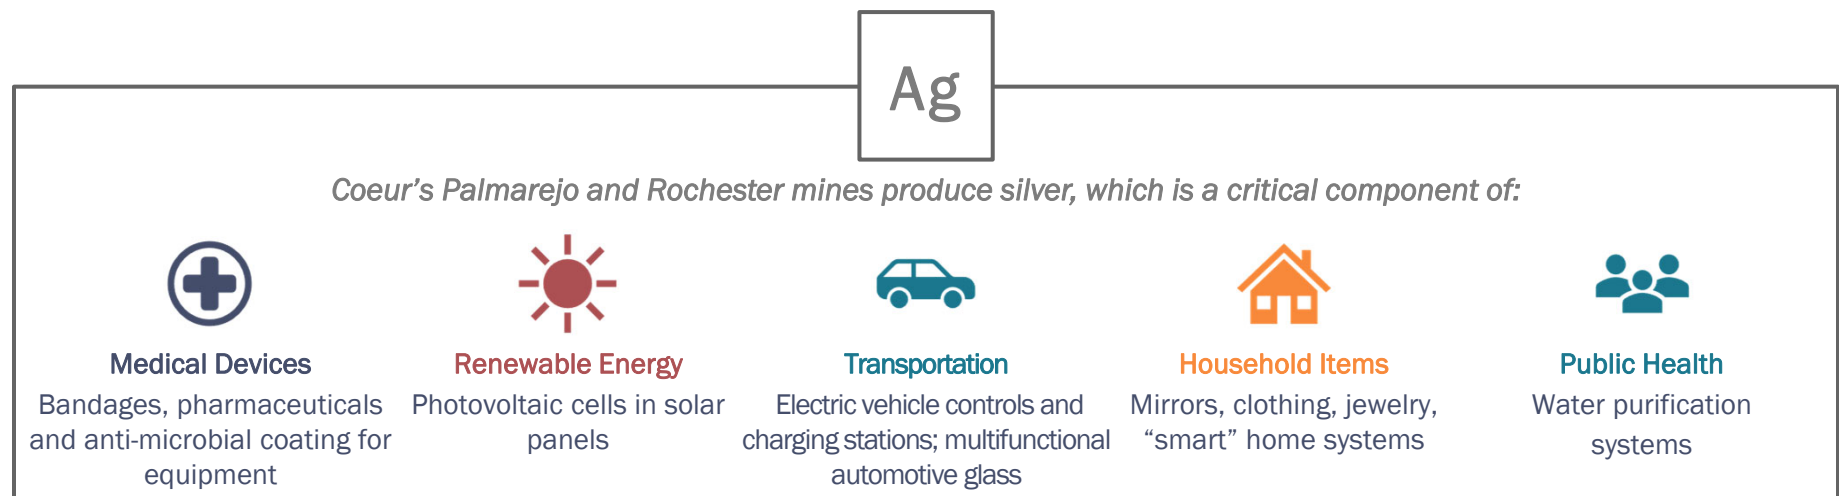 Ag
Coeur’s Palmarejo and Rochester mines produce silver, which is a critical component of:
Medical Devices
Bandages, pharmaceuticals
and anti-microbial coating for
equipment
Renewable Energy
Photovoltaic cells in solar
panels
Transportation
Electric vehicle controls and
charging stations; multifunctional
automotive glass
Household Items
Mirrors, clothing, jewelry,
“smart” home systems
Public Health
Water purification
systems